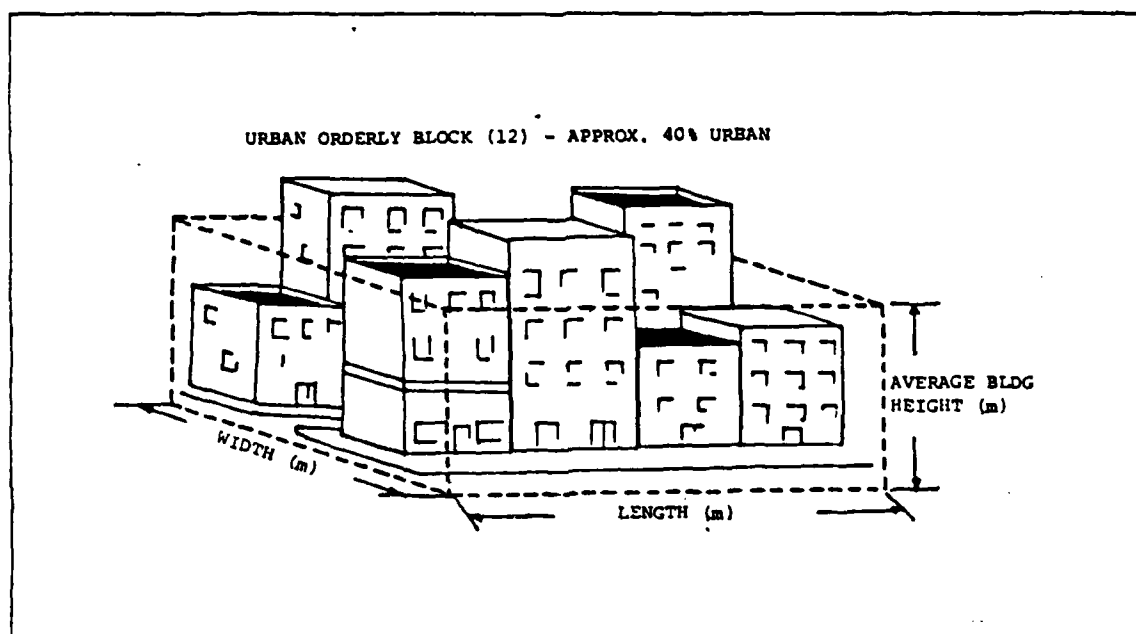 URBAN ORDERLY BLOCK (12) - APPROX. 40% URBAN
AVERAGE BLDG
HEIGHT (m)
WIDTH (m)
LENGTH (m)